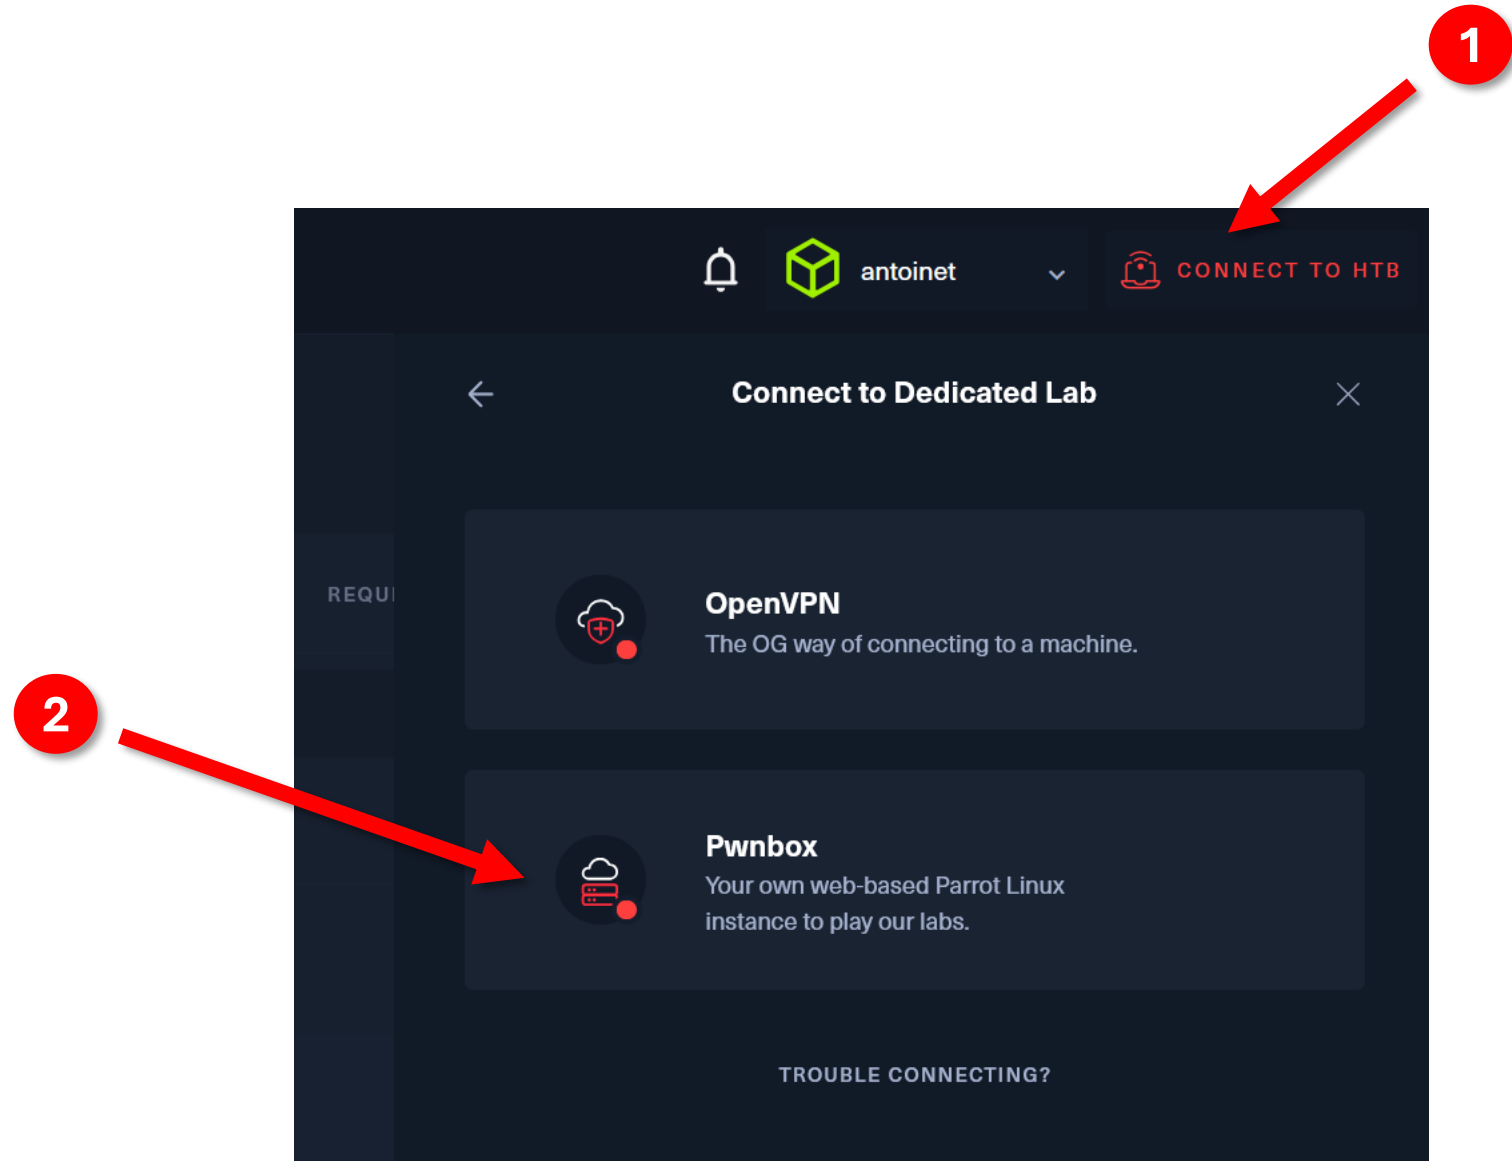 1
antoinet
CONNECT TO HTB
Connect to Dedicated Lab
OpenVPN
The OG way of connecting to a machine.
REQUI
2
Pwnbox
Your own web-based Parrot Linux
instance to play our labs.
TROUBLE CONNECTING?